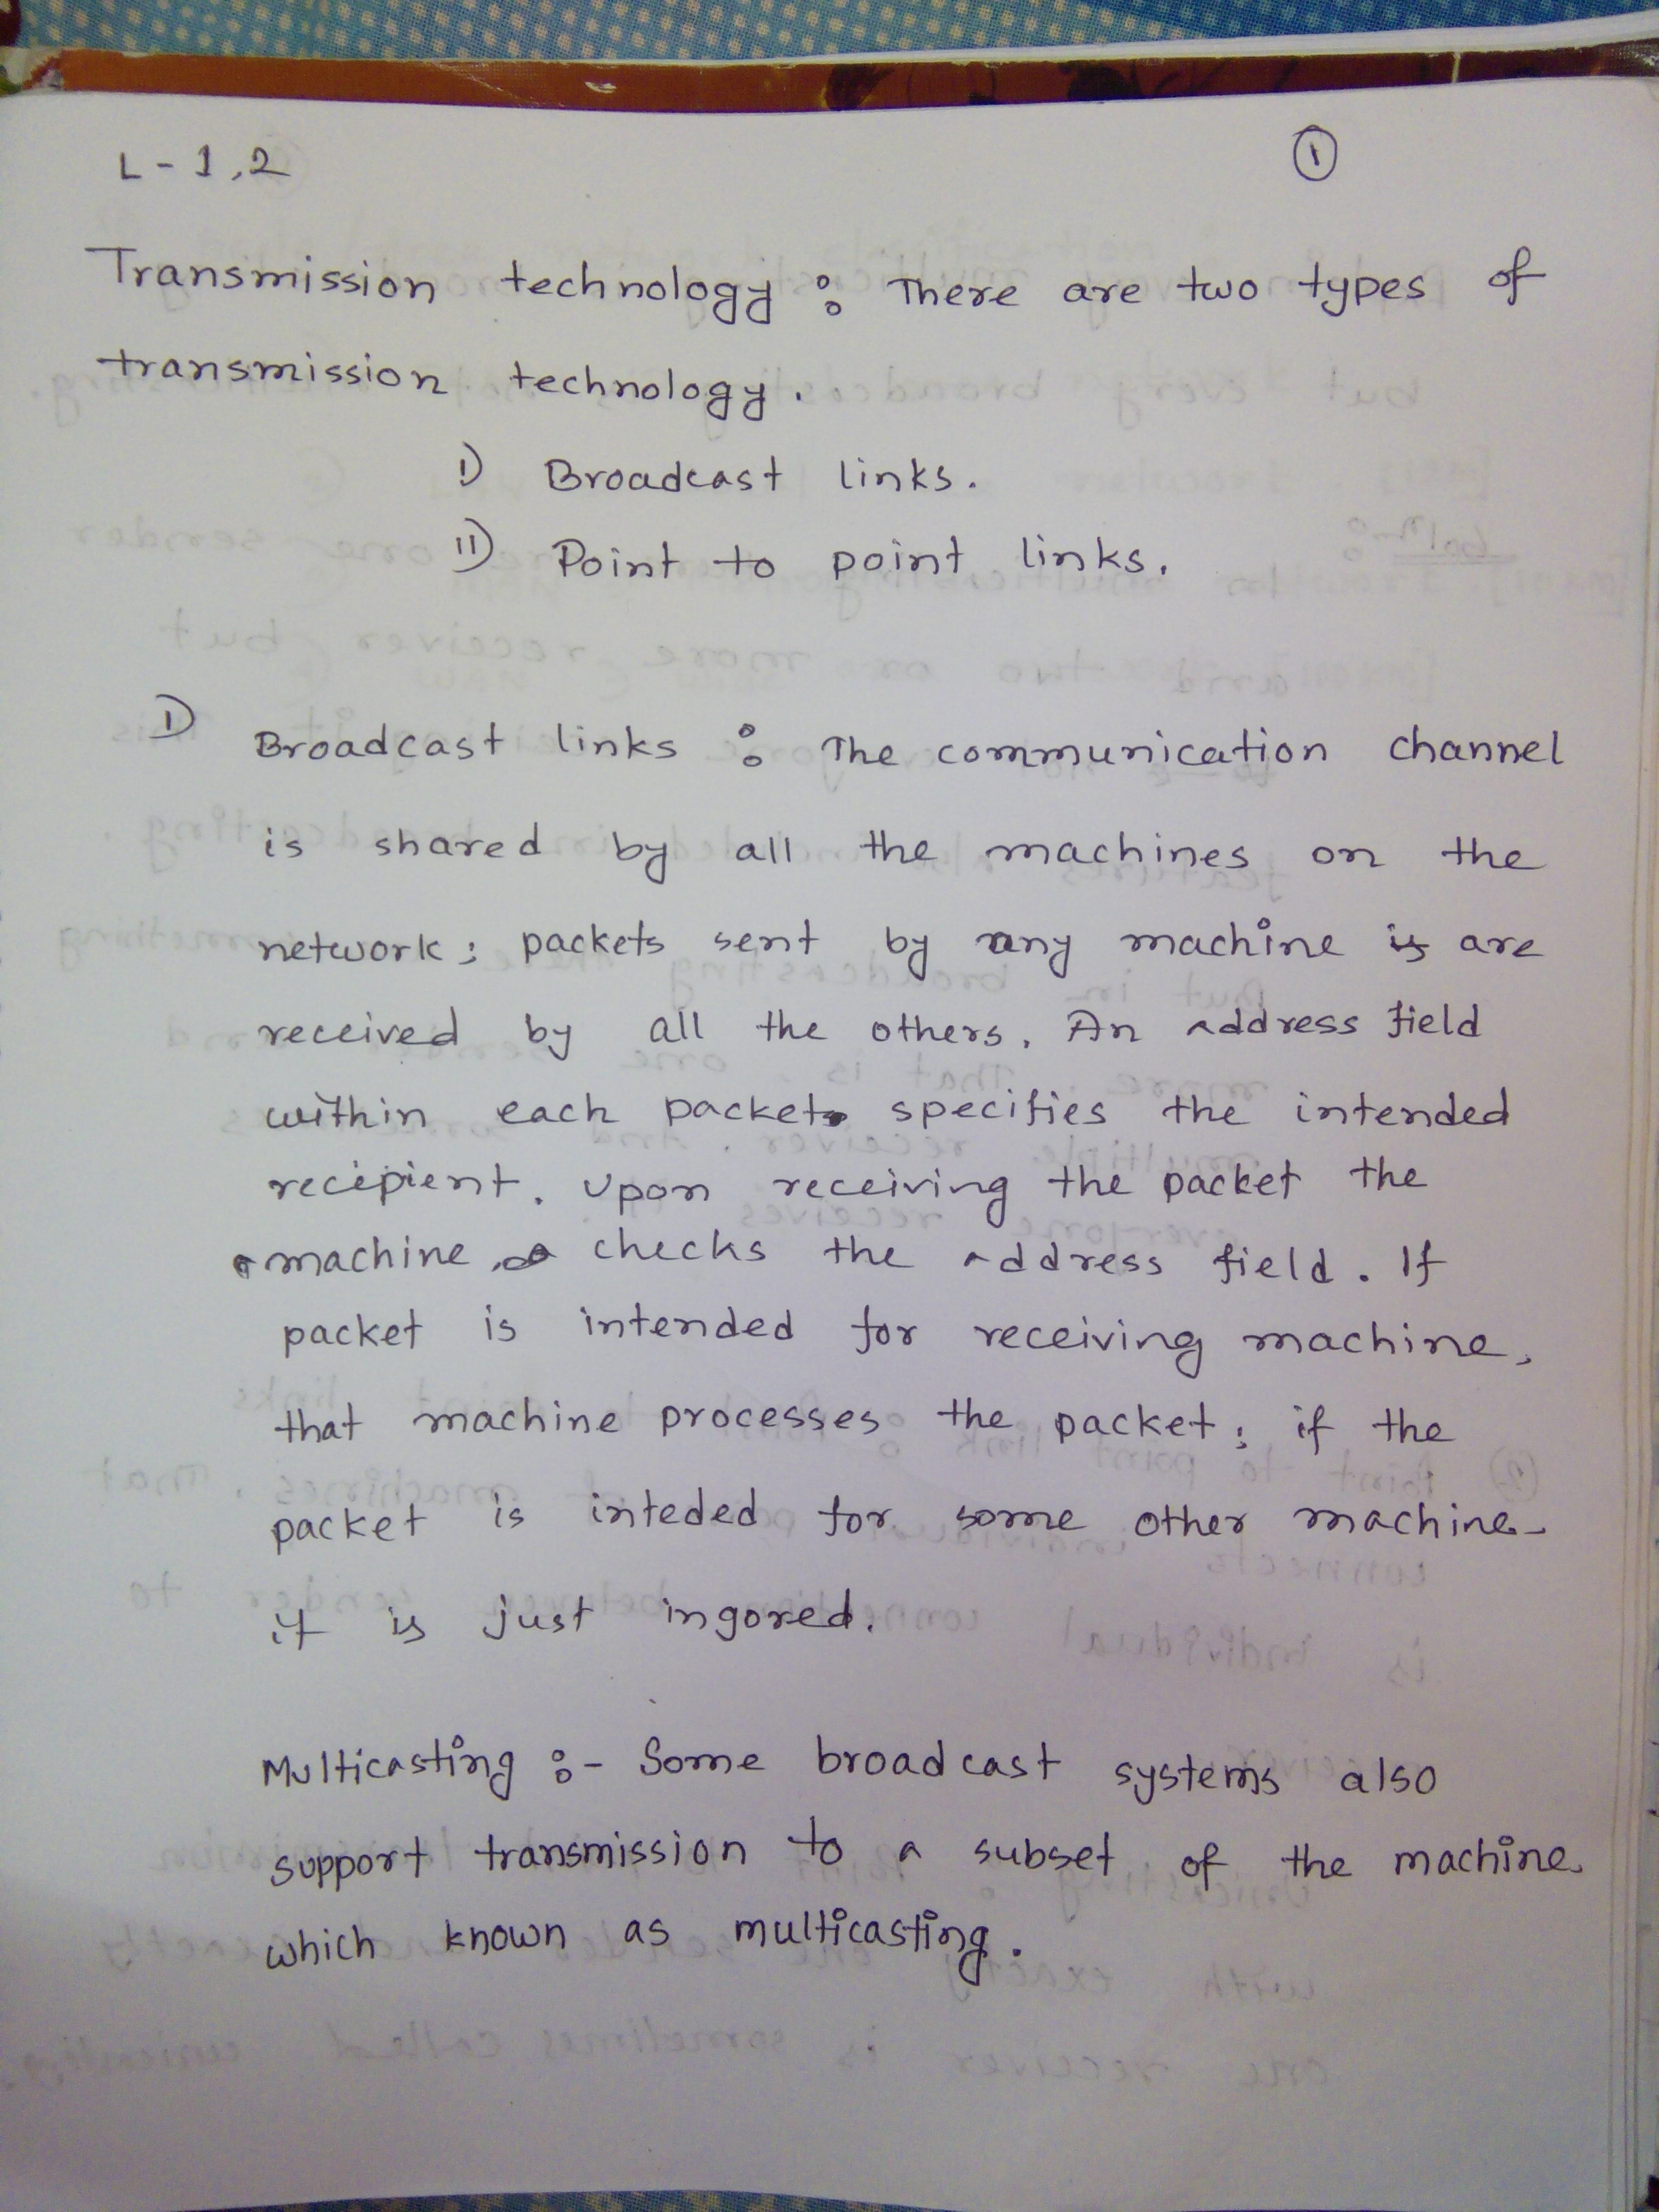 L - 1,2
1
Transmission technology : There are two types of
transmission technology.
I) Broadcast links.
II) Point to point links.
I) Broadcast links : The communication channel
is shared by all the machines on the
network; packets sent by any machine is are
received by all the others. An address field
within each packet specifies the intended
recipient. Upon receiving the packet the
machine checks the address field. If
packet is intended for receiving machine,
that machine processes the packet; if the
packet is inteded for some other machine
it is just ingored.
Multicasting :- Some broadcast systems also
support transmission to a subset of the machine
which known as multicasting.